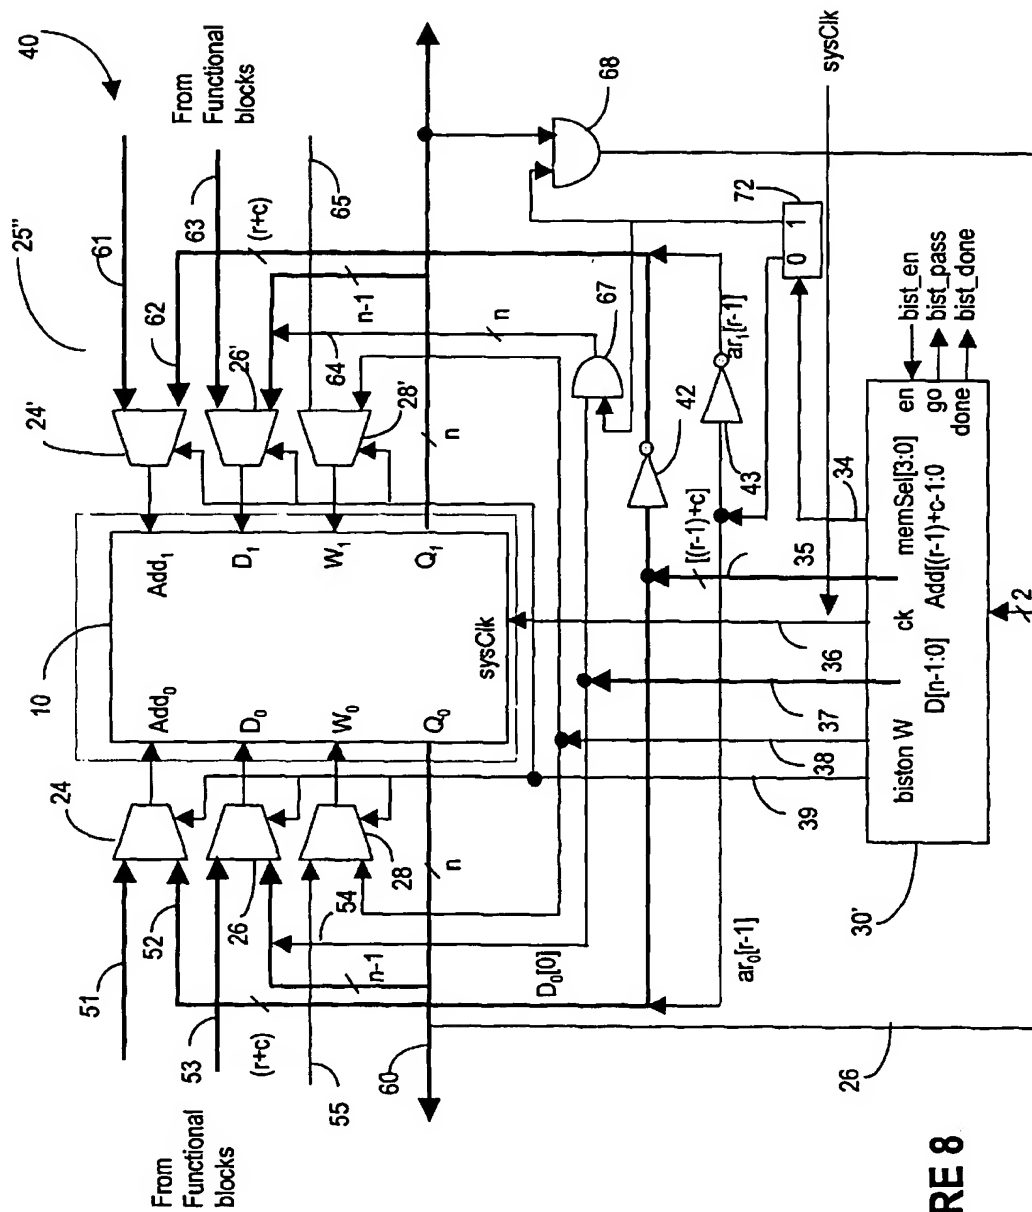 40
From
Functional
blocks
25"
61
62
63
65
(r+c)
24'
26'
28'
64
n-1
n
n
67
68
72
0 1
sysClk
10
Add₁
D₁
W₁
Q₁
Add₀
D₀
W₀
Q₀
sysClk
42
43
ar₁[r-1]
[(r-1)+c]
24
26
28
51
52
53
54
55
60
(r+c)
n-1
n
D₀[0]
ar₀[r-1]
From
Functional
blocks
39
38
37
36
35
34
biston W ck memSel[3:0] en
D[n-1:0] Add[(r-1)+c-1:0 go
done
bist_en
bist_pass
bist_done
30'
2
26
RE 8